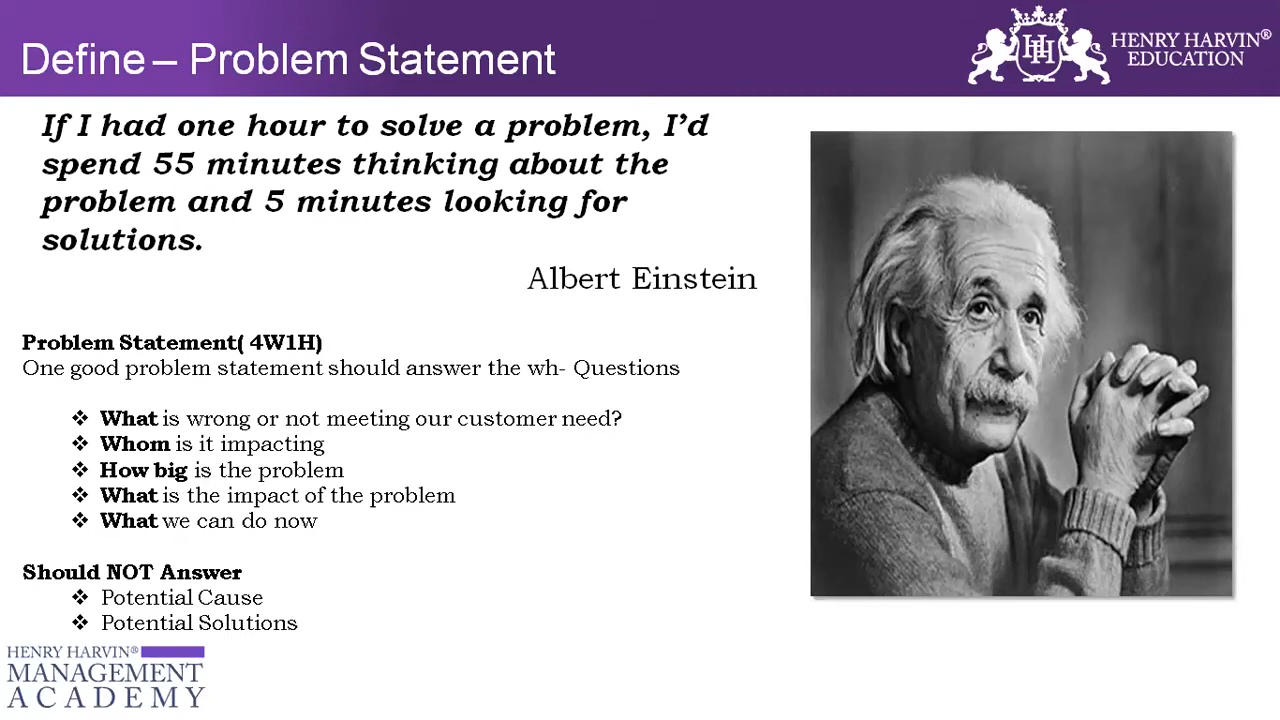 Define – Problem Statement
HENRY HARVIN®
EDUCATION
If I had one hour to solve a problem, I’d
spend 55 minutes thinking about the
problem and 5 minutes looking for
solutions.
Albert Einstein
Problem Statement( 4W1H)
One good problem statement should answer the wh- Questions
❖ What is wrong or not meeting our customer need?
❖ Whom is it impacting
❖ How big is the problem
❖ What is the impact of the problem
❖ What we can do now
Should NOT Answer
❖ Potential Cause
❖ Potential Solutions
HENRY HARVIN®
MANAGEMENT
ACADEMY